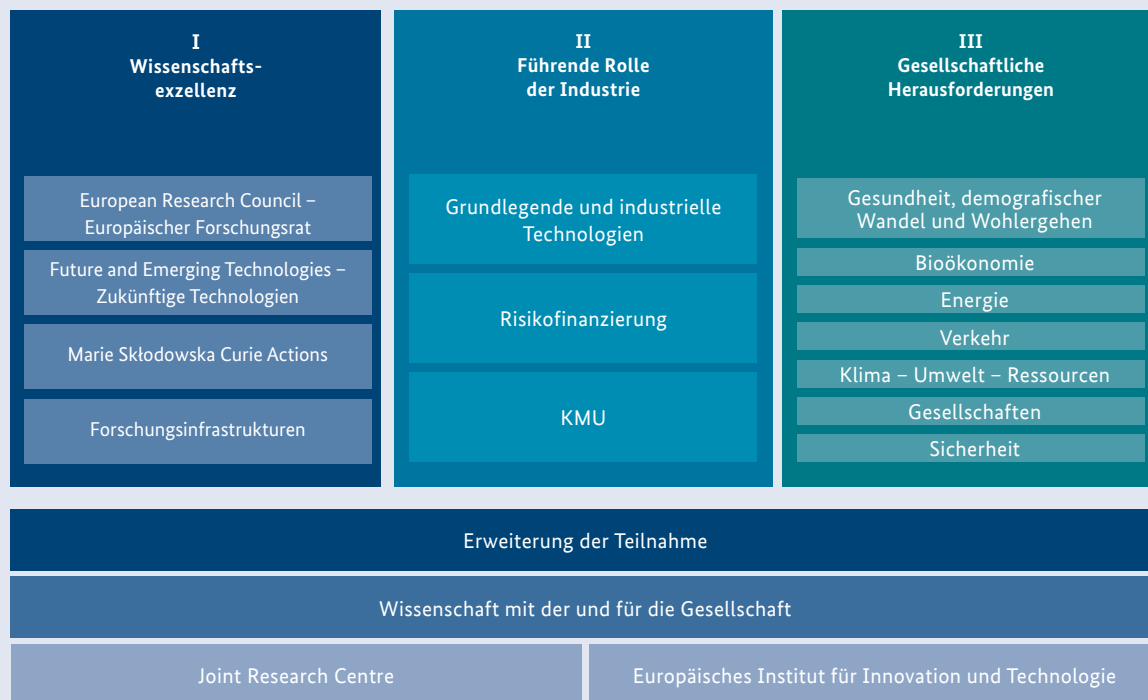 I
Wissenschafts-
exzellenz
European Research Council –
Europäischer Forschungsrat
Future and Emerging Technologies –
Zukünftige Technologien
Marie Skłodowska Curie Actions
Forschungsinfrastrukturen
II
Führende Rolle
der Industrie
Grundlegende und industrielle
Technologien
Risikofinanzierung
KMU
III
Gesellschaftliche
Herausforderungen
Gesundheit, demografischer
Wandel und Wohlergehen
Bioökonomie
Energie
Verkehr
Klima – Umwelt – Ressourcen
Gesellschaften
Sicherheit
Erweiterung der Teilnahme
Wissenschaft mit der und für die Gesellschaft
Joint Research Centre
Europäisches Institut für Innovation und Technologie